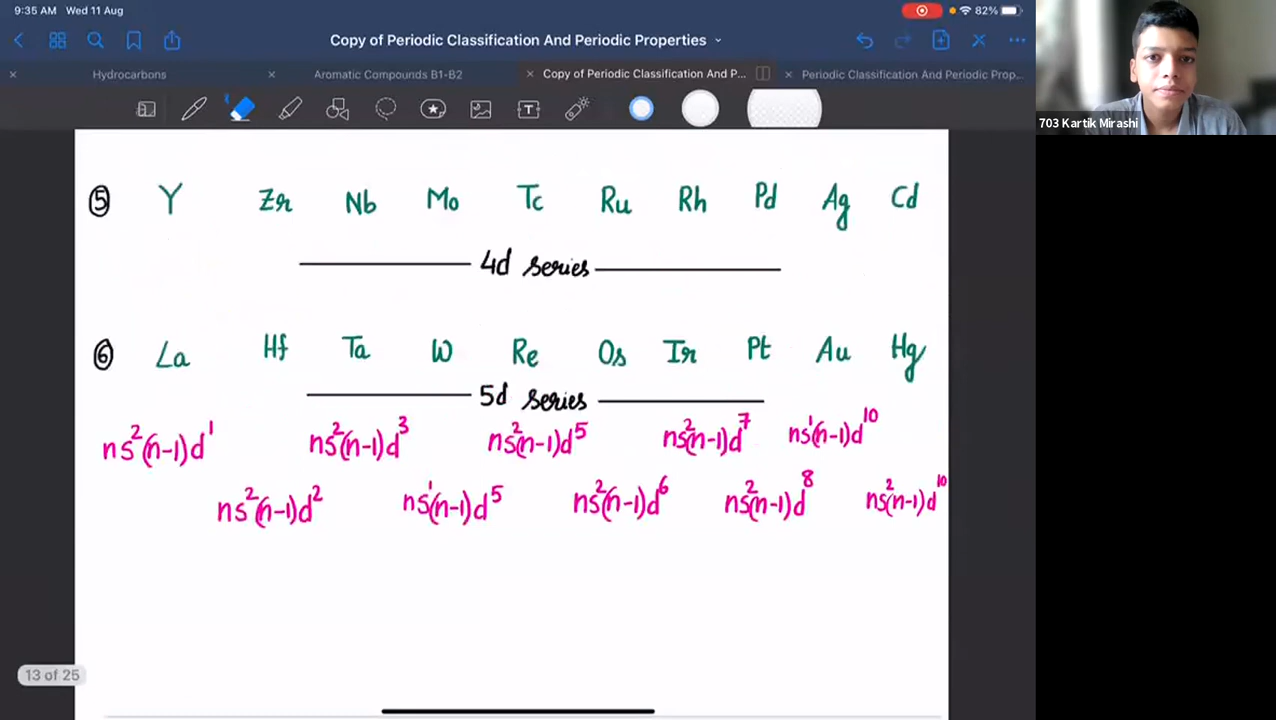 9:35 AM Wed 11 Aug
82%
Copy of Periodic Classification And Periodic Properties
Hydrocarbons
Aromatic Compounds B1-B2
Copy of Periodic Classification And P...
Periodic Classification And Periodic Prop...
703 Kartik Mirashi
⑤ Y Zr Nb Mo Tc Ru Rh Pd Ag Cd
4d series
⑥ La Hf Ta W Re Os Ir Pt Au Hg
5d series
ns²(n-1)d¹ ns²(n-1)d³ ns²(n-1)d⁵ ns²(n-1)d⁷ ns¹(n-1)d¹⁰
ns²(n-1)d² ns¹(n-1)d⁵ ns²(n-1)d⁶ ns²(n-1)d⁸ ns²(n-1)d¹⁰
13 of 25